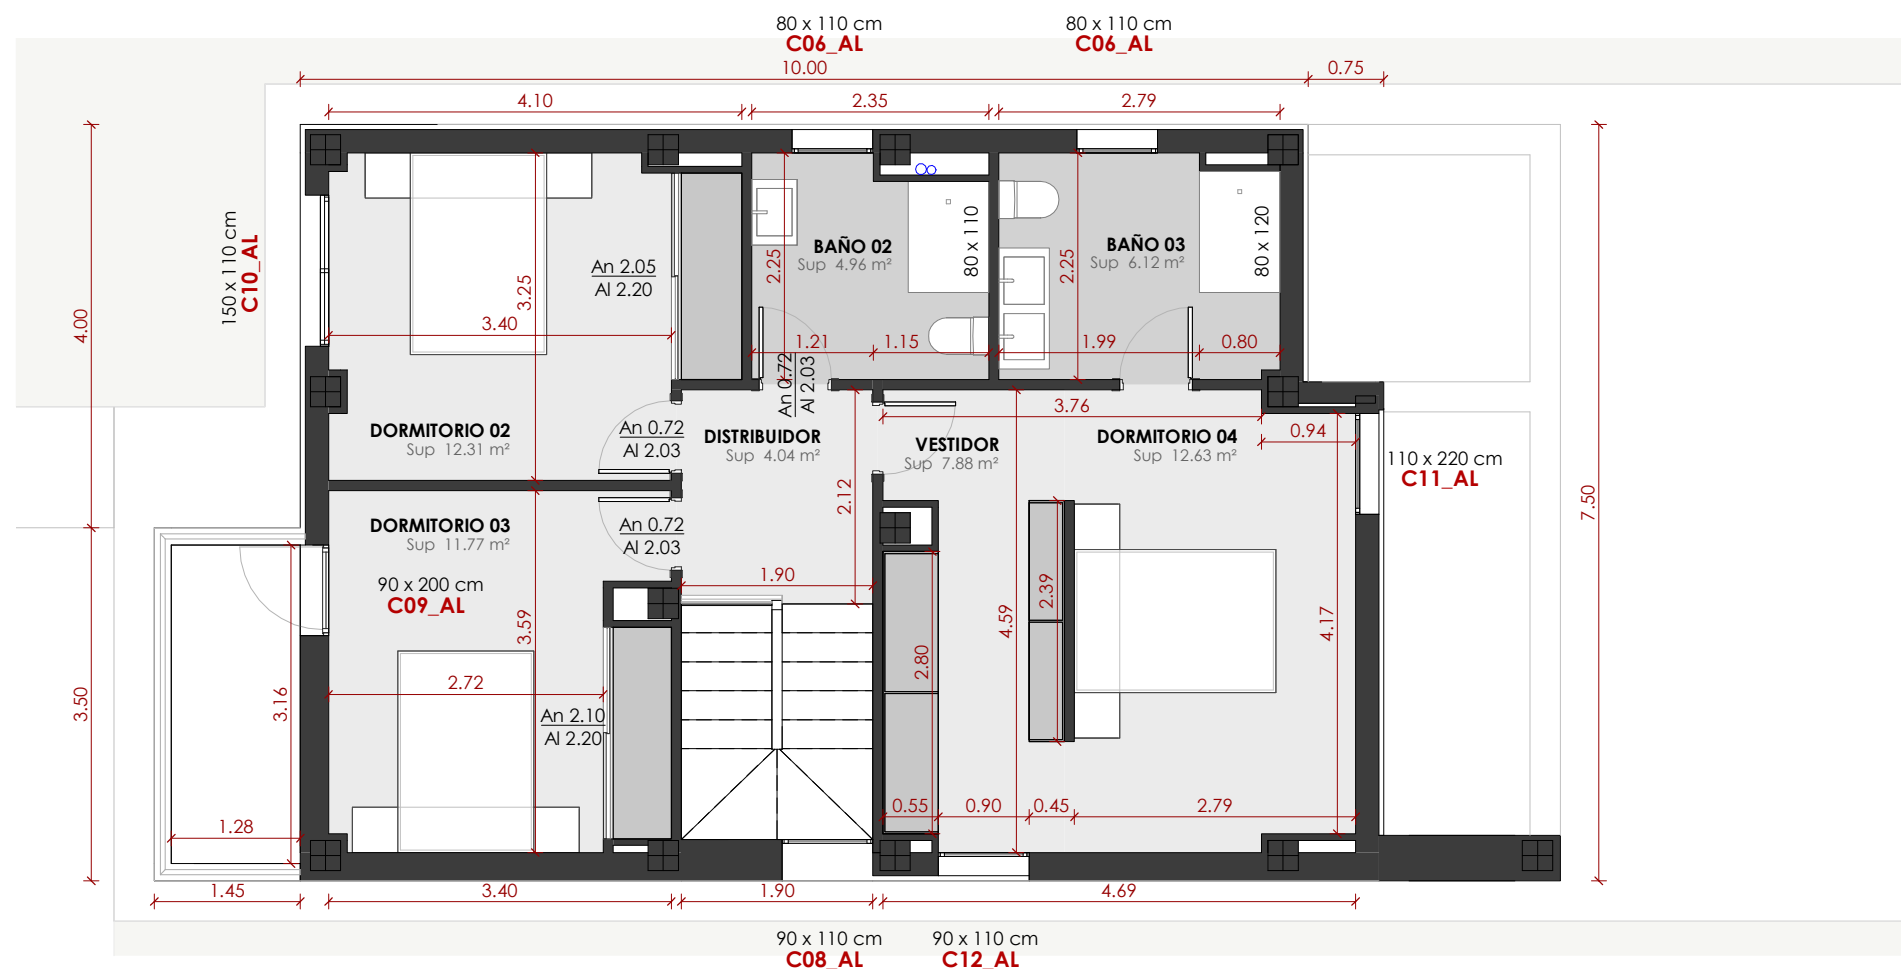 80 x 110 cm
C06_AL
80 x 110 cm
C06_AL
10.00
0.75
4.10
2.35
2.79
150 x 110 cm
C10_AL
4.00
3.25
An 2.05
Al 2.20
3.40
BAÑO 02
Sup 4.96 m²
2.25
80 x 110
1.21
1.15
An 0.72
Al 2.03
BAÑO 03
Sup 6.12 m²
2.25
80 x 120
1.99
0.80
DORMITORIO 02
Sup 12.31 m²
An 0.72
Al 2.03
DISTRIBUIDOR
Sup 4.04 m²
2.12
VESTIDOR
Sup 7.88 m²
3.76
DORMITORIO 04
Sup 12.63 m²
0.94
110 x 220 cm
C11_AL
7.50
DORMITORIO 03
Sup 11.77 m²
An 0.72
Al 2.03
90 x 200 cm
C09_AL
1.90
3.59
2.39
4.59
4.17
2.80
3.50
3.16
2.72
An 2.10
Al 2.20
1.28
0.55
0.90
0.45
2.79
1.45
3.40
1.90
4.69
90 x 110 cm
C08_AL
90 x 110 cm
C12_AL